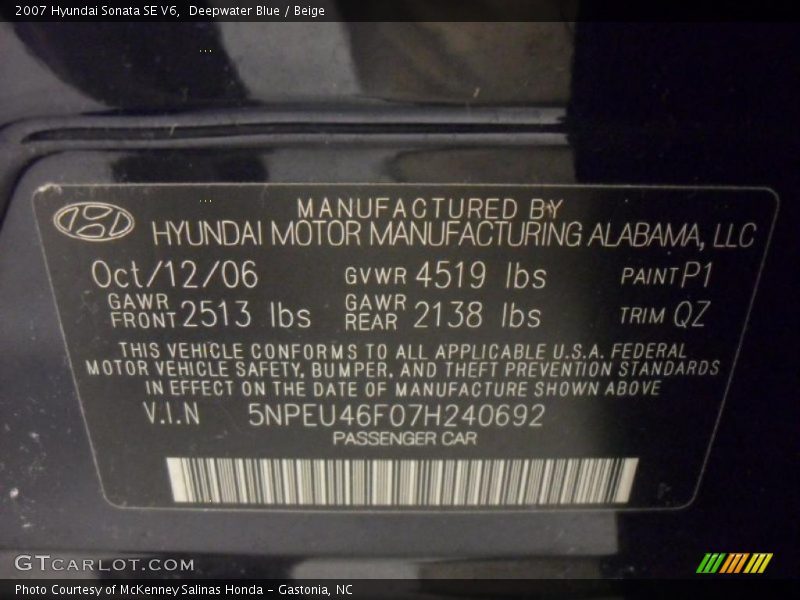 2007 Hyundai Sonata SE V6,  Deepwater Blue / Beige
MANUFACTURED BY
HYUNDAI MOTOR MANUFACTURING ALABAMA, LLC
Oct/12/06 GVWR 4519 lbs PAINT P1
GAWR FRONT 2513 lbs GAWR REAR 2138 lbs TRIM QZ
THIS VEHICLE CONFORMS TO ALL APPLICABLE U.S.A. FEDERAL
MOTOR VEHICLE SAFETY, BUMPER, AND THEFT PREVENTION STANDARDS
IN EFFECT ON THE DATE OF MANUFACTURE SHOWN ABOVE
V.I.N 5NPEU46F07H240692
PASSENGER CAR
GTCARLOT.COM
Photo Courtesy of McKenney Salinas Honda - Gastonia, NC